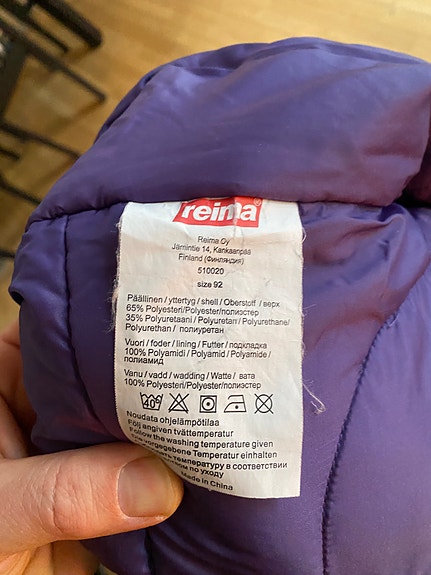 reima
Reima Oy
Järnintie 14, Kankaanpää
Finland (Финляндия)
510020
size 92
Päällinen / yttertyg / shell / Oberstoff / верх
65% Polyesteri/Polyester/полиэстер
35% Polyuretaani / Polyuretan / Polyurethane/
Polyurethan / полиуретан
Vuori / foder / lining / Futter / подкладка
100% Polyamidi / Polyamid / Polyamide /
полиамид
Vanu / vadd / wadding / Watte / вата
100% Polyesteri/Polyester/полиэстер
40°
Noudata ohjelämpötilaa
Följ angiven tvättemperatur
Follow the washing temperature given
vorgegebene Temperatur einhalten
температуру в соответствии
по уходу
Made in China